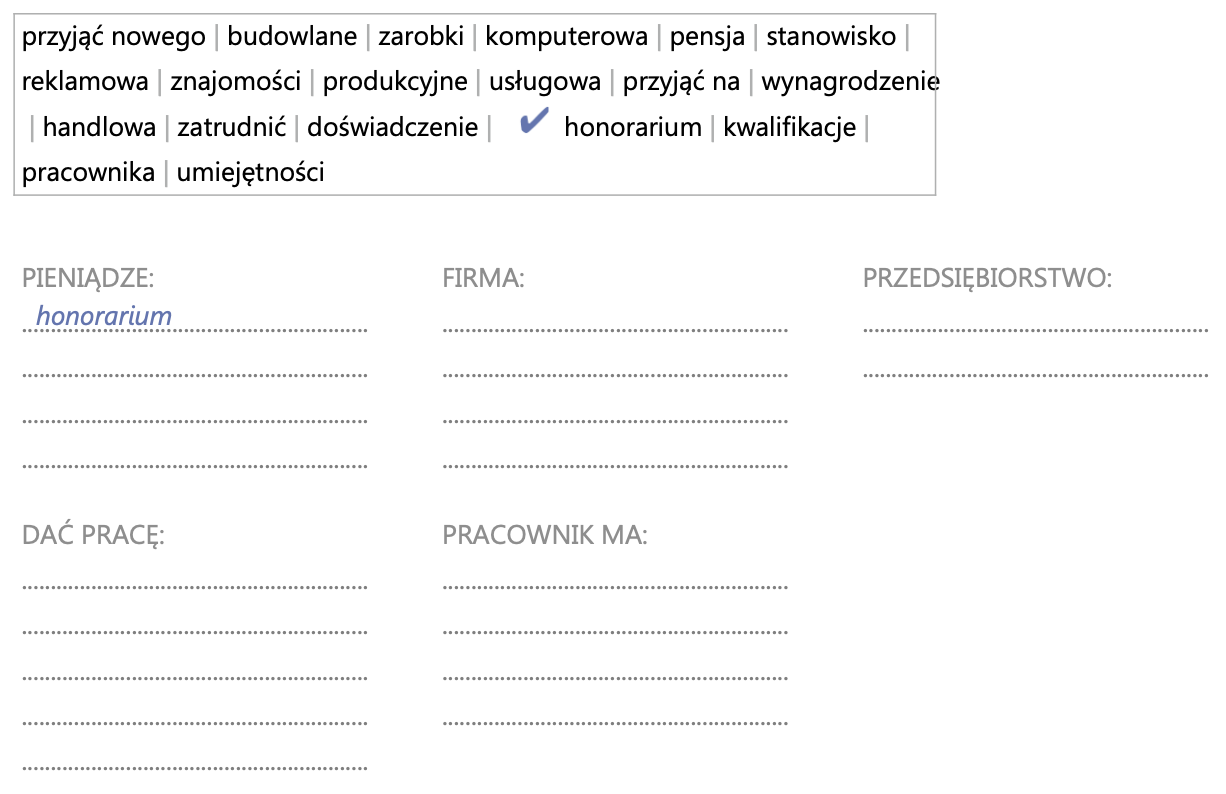 przyjąć nowego | budowlane | zarobki | komputerowa | pensja | stanowisko |
reklamowa | znajomości | produkcyjne | usługowa | przyjąć na | wynagrodzenie
| handlowa | zatrudnić | doświadczenie | ✔ honorarium | kwalifikacje |
pracownika | umiejętności
PIENIĄDZE: FIRMA: PRZEDSIĘBIORSTWO:
honorarium
DAĆ PRACĘ: PRACOWNIK MA: